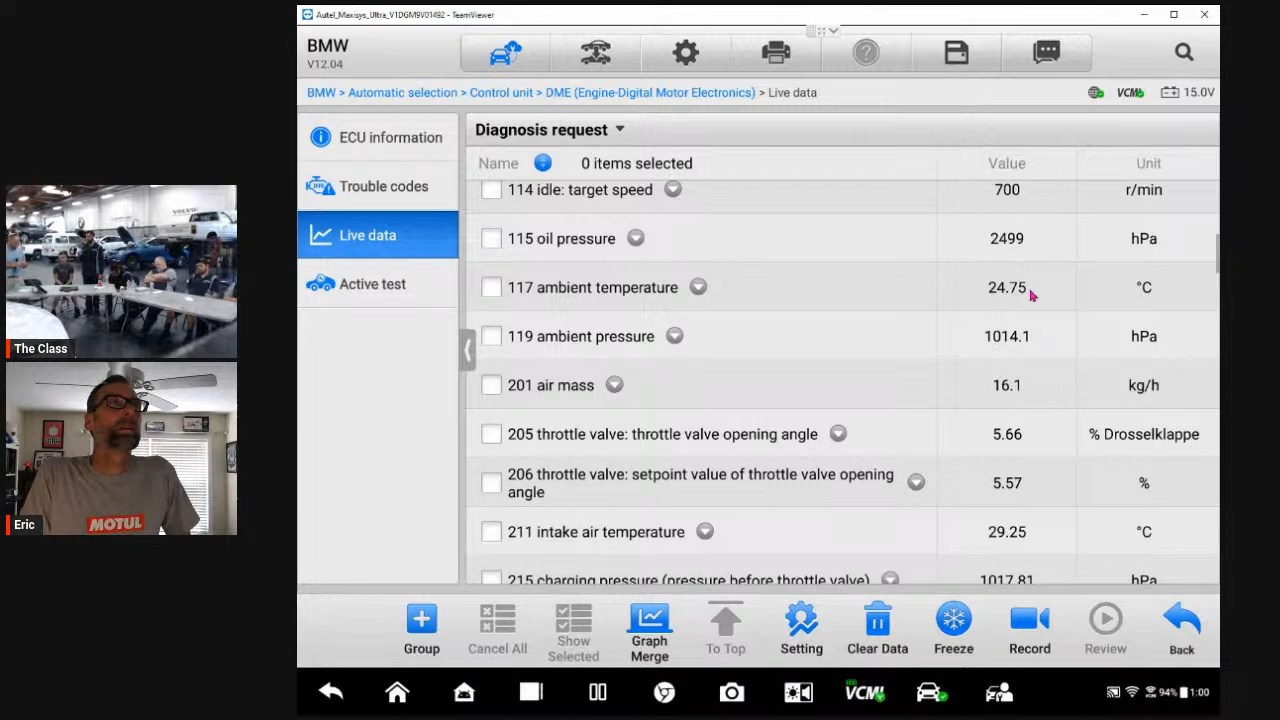 Autel_Maxisys_Ultra_V1DGM9V01492 - TeamViewer
BMW
V12.04
BMW > Automatic selection > Control unit > DME (Engine-Digital Motor Electronics) > Live data
VCMI
15.0V
ECU information
Trouble codes
Live data
Active test
Diagnosis request
Name 0 items selected Value Unit
114 idle: target speed 700 r/min
115 oil pressure 2499 hPa
117 ambient temperature 24.75 °C
119 ambient pressure 1014.1 hPa
201 air mass 16.1 kg/h
205 throttle valve: throttle valve opening angle 5.66 % Drosselklappe
206 throttle valve: setpoint value of throttle valve opening
angle 5.57 %
211 intake air temperature 29.25 °C
215 charging pressure (pressure before throttle valve) 1017.81 hPa
Group
Cancel All
Show
Selected
Graph
Merge
To Top
Setting
Clear Data
Freeze
Record
Review
Back
VCMI
94% 1:00
VOLVO
The Class
MOTUL
Eric